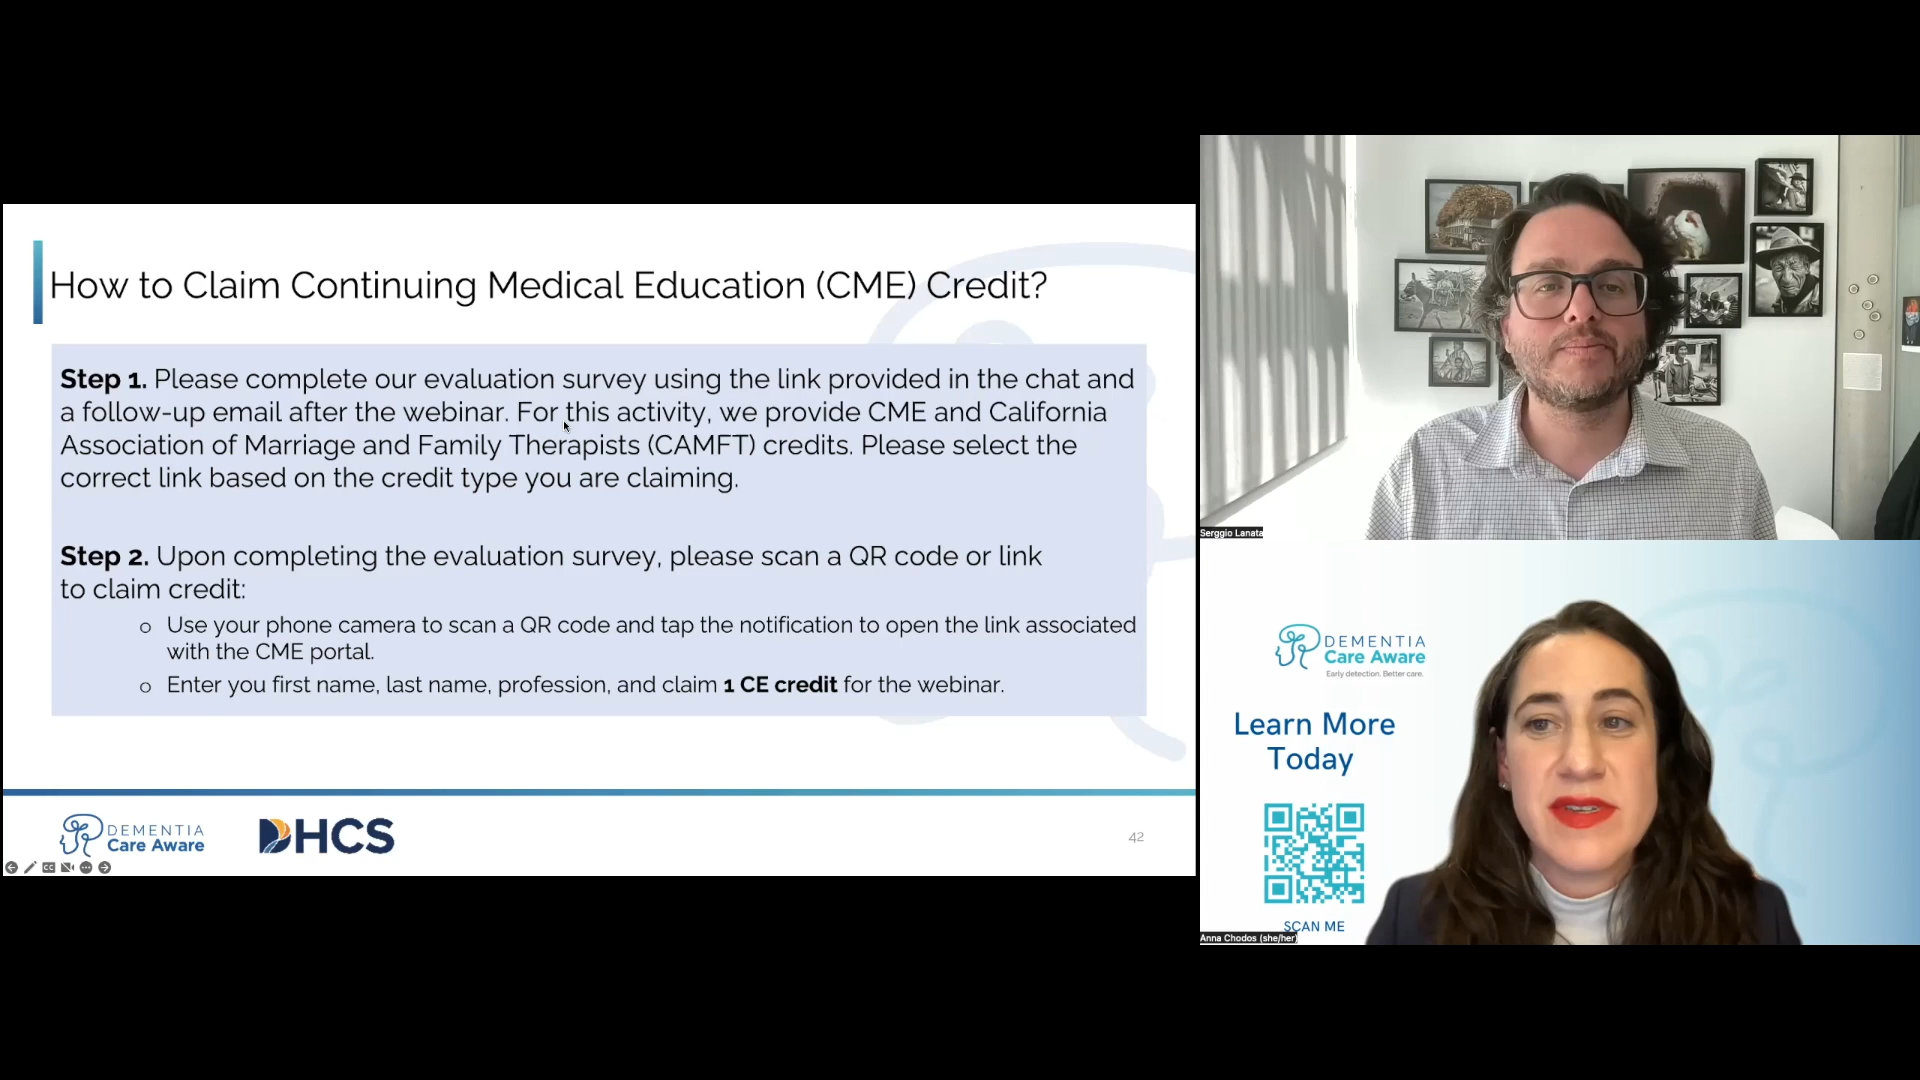 How to Claim Continuing Medical Education (CME) Credit?
Step 1. Please complete our evaluation survey using the link provided in the chat and
a follow-up email after the webinar. For this activity, we provide CME and California
Association of Marriage and Family Therapists (CAMFT) credits. Please select the
correct link based on the credit type you are claiming.
Step 2. Upon completing the evaluation survey, please scan a QR code or link
to claim credit:
o Use your phone camera to scan a QR code and tap the notification to open the link associated
with the CME portal.
o Enter you first name, last name, profession, and claim 1 CE credit for the webinar.
DEMENTIA
Care Aware
DHCS
42
Serggio Lanata
DEMENTIA
Care Aware
Early detection. Better care.
Learn More
Today
SCAN ME
Anna Chodos (she/her)